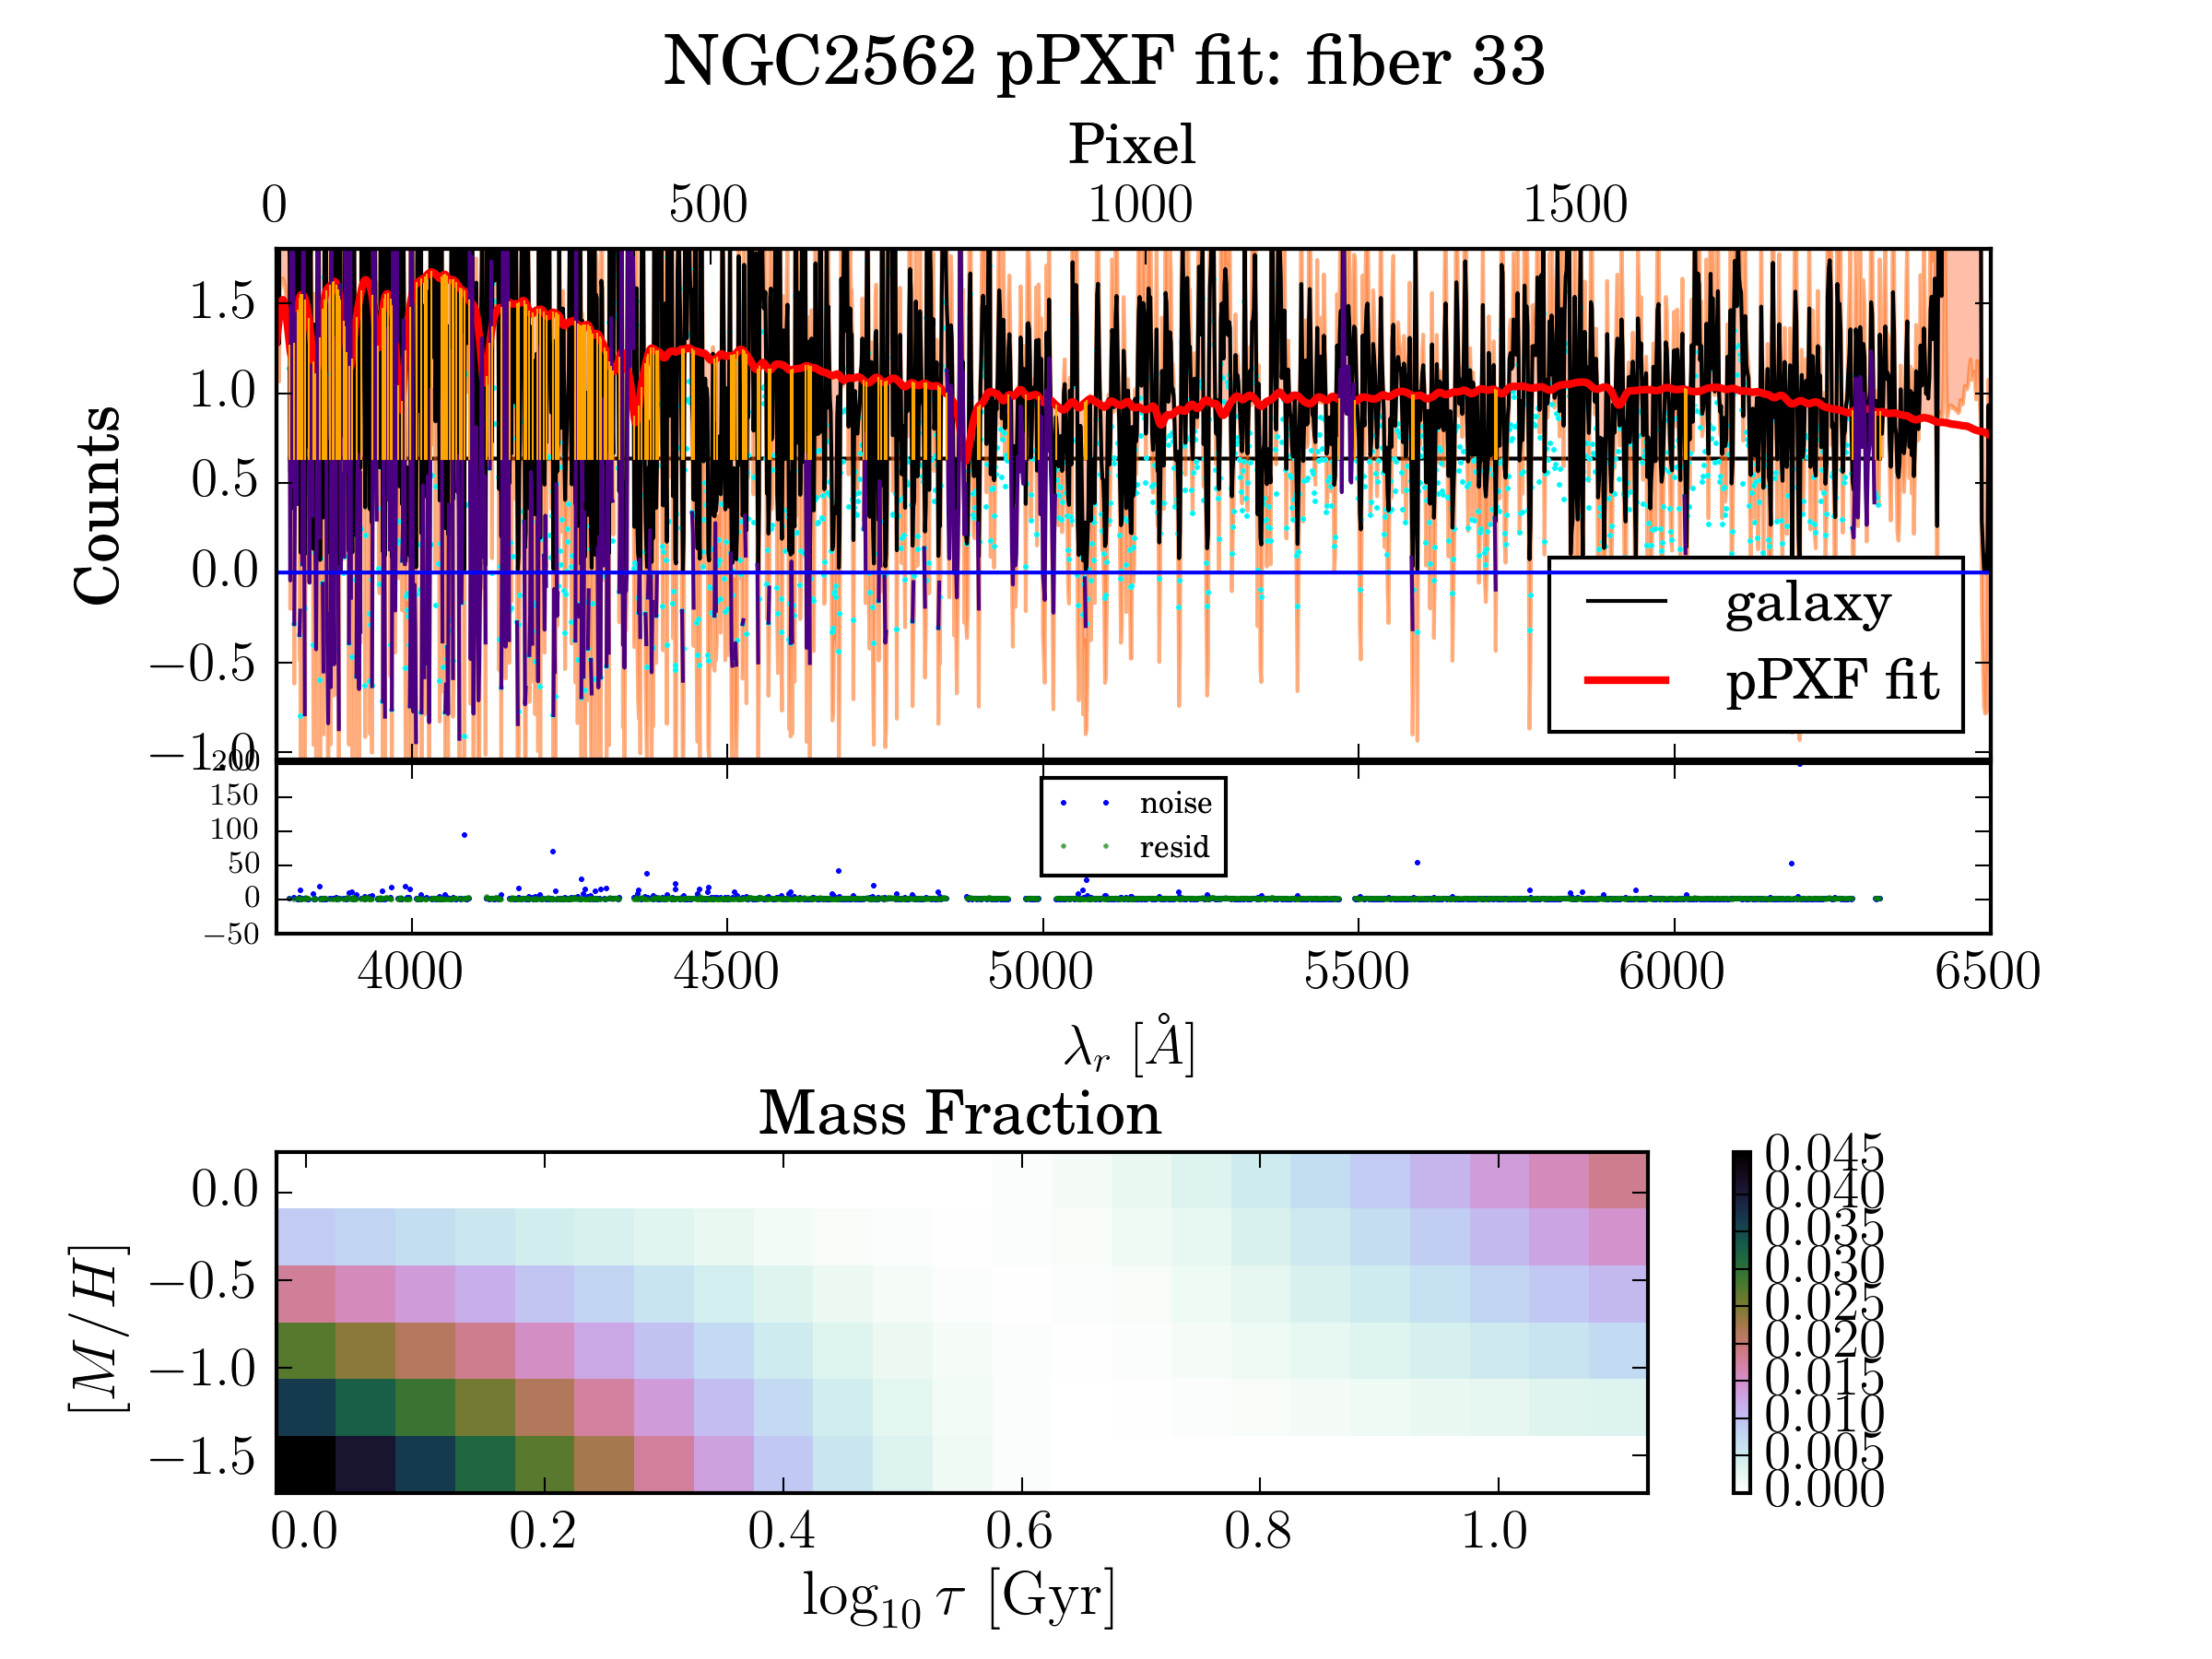 NGC2562 pPXF fit: fiber 33
Pixel
0 500 1000 1500
1.5
1.0
0.5
0.0
−0.5
−1.0
Counts
galaxy
pPXF fit
200
150
100
50
0
−50
noise
resid
4000 4500 5000 5500 6000 6500
λr [Å]
Mass Fraction
0.0
−0.5
−1.0
−1.5
[M/H]
0.0 0.2 0.4 0.6 0.8 1.0
log10 τ [Gyr]
0.045
0.040
0.035
0.030
0.025
0.020
0.015
0.010
0.005
0.000